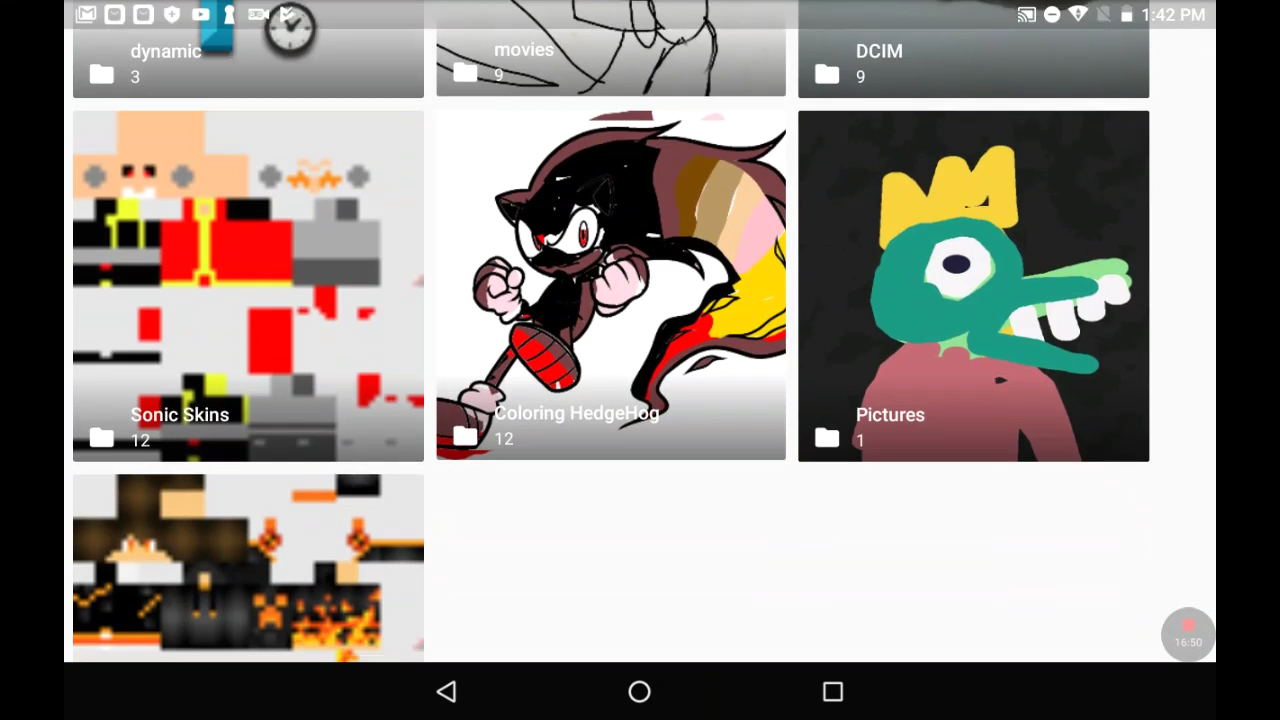 1:42 PM
dynamic
3
movies
9
DCIM
9
Sonic Skins
12
Coloring HedgeHog
12
Pictures
1
16:50